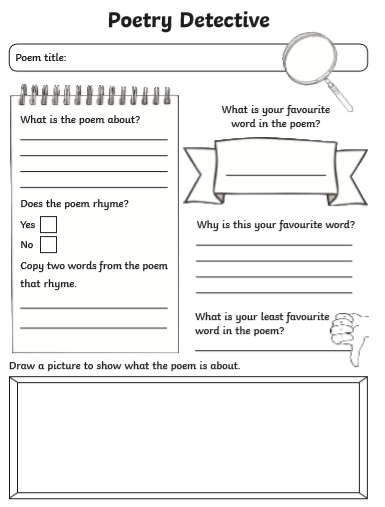 Poetry Detective
Poem title:
What is the poem about?
Does the poem rhyme?
Yes
No
Copy two words from the poem
that rhyme.
What is your favourite
word in the poem?
Why is this your favourite word?
What is your least favourite
word in the poem?
Draw a picture to show what the poem is about.